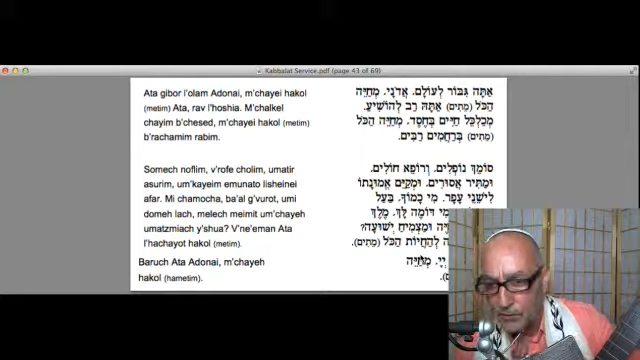 Kabbalat Service.pdf (page 43 of 69)
Ata gibor l'olam Adonai, m'chayei hakol
(metim) Ata, rav l'hoshia. M'chalkel
chayim b'chesed, m'chayei hakol (metim)
b'rachamim rabim.
Somech noflim, v'rofe cholim, umatir
asurim, um'kayeim emunato lisheinei
afar. Mi chamocha, ba'al g'vurot, umi
domeh lach, melech meimit um'chayeh
umatzmiach y'shua? V'ne'eman Ata
l'hachayot hakol (metim).
Baruch Ata Adonai, m'chayeh
hakol (hametim).
אַתָּה גִּבּוֹר לְעוֹלָם. אֲדֹנָי. מְחַיֵּה
הַכֹּל (מֵתִים) אַתָּה רַב לְהוֹשִׁיעַ.
מְכַלְכֵּל חַיִּים בְּחֶסֶד. מְחַיֵּה הַכֹּל
(מֵתִים) בְּרַחֲמִים רַבִּים.
סוֹמֵךְ נוֹפְלִים. וְרוֹפֵא חוֹלִים.
וּמַתִּיר אֲסוּרִים. וּמְקַיֵּם אֱמוּנָתוֹ
לִישֵׁנֵי עָפָר. מִי כָמוֹךָ. בַּעַל
מִי דּוֹמֶה לָּךְ. מֶלֶךְ
וּמַצְמִיחַ יְשׁוּעָה?
לְהַחֲיוֹת הַכֹּל (מֵתִים).
יְיָ. מְחַיֵּה